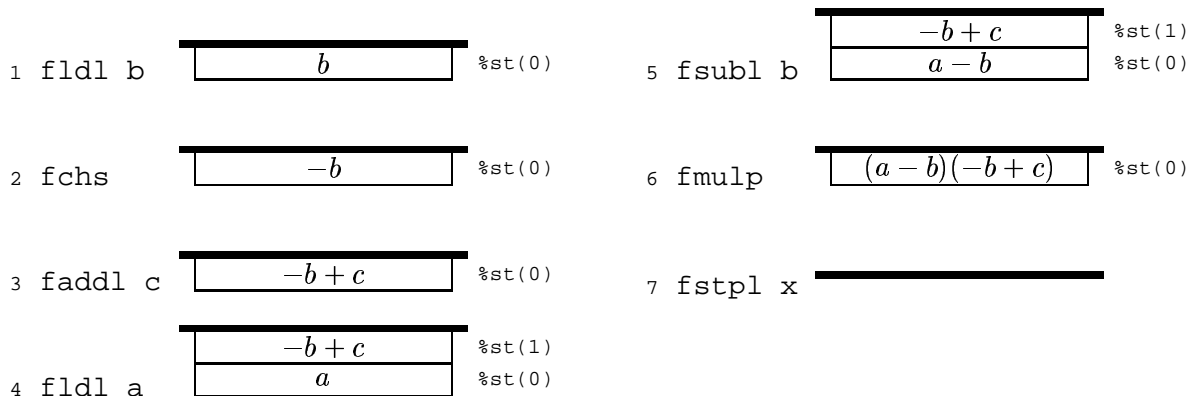 1 fldl b
b %st(0)
2 fchs
−b %st(0)
3 faddl c
−b + c %st(0)
4 fldl a
−b + c %st(1)
a %st(0)
5 fsubl b
−b + c %st(1)
a − b %st(0)
6 fmulp
(a − b)(−b + c) %st(0)
7 fstpl x